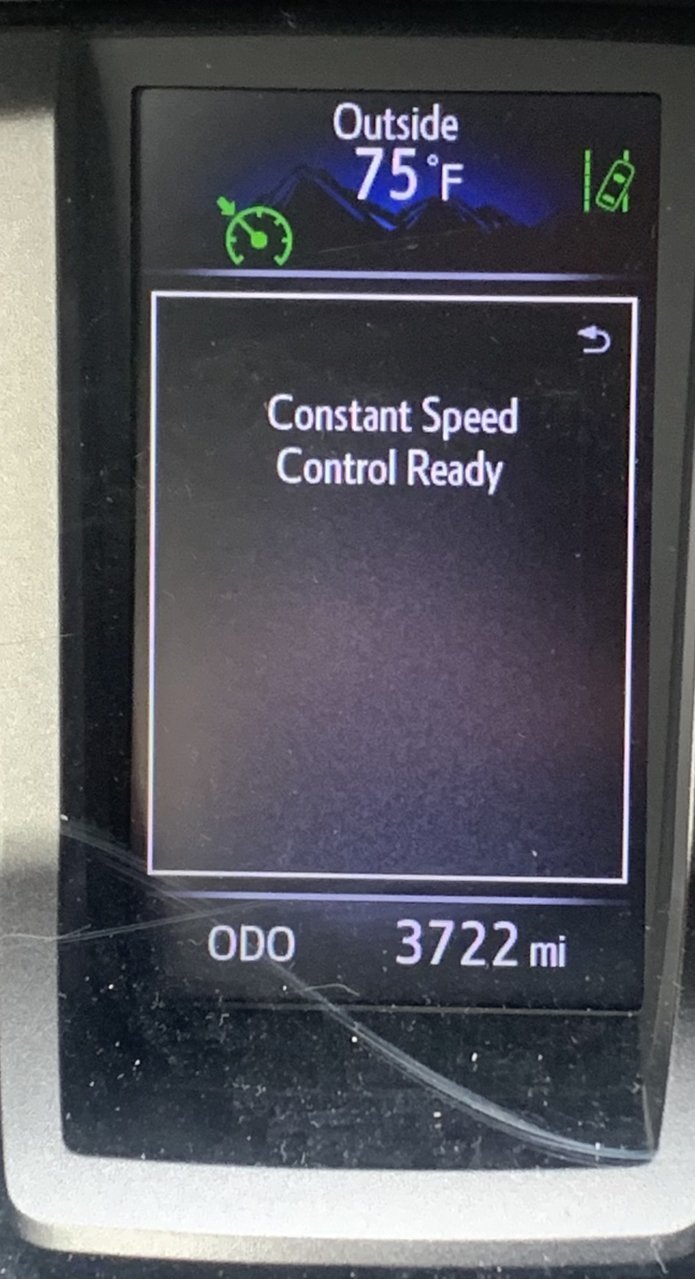 Outside
75°F
Constant Speed
Control Ready
ODO 3722 mi